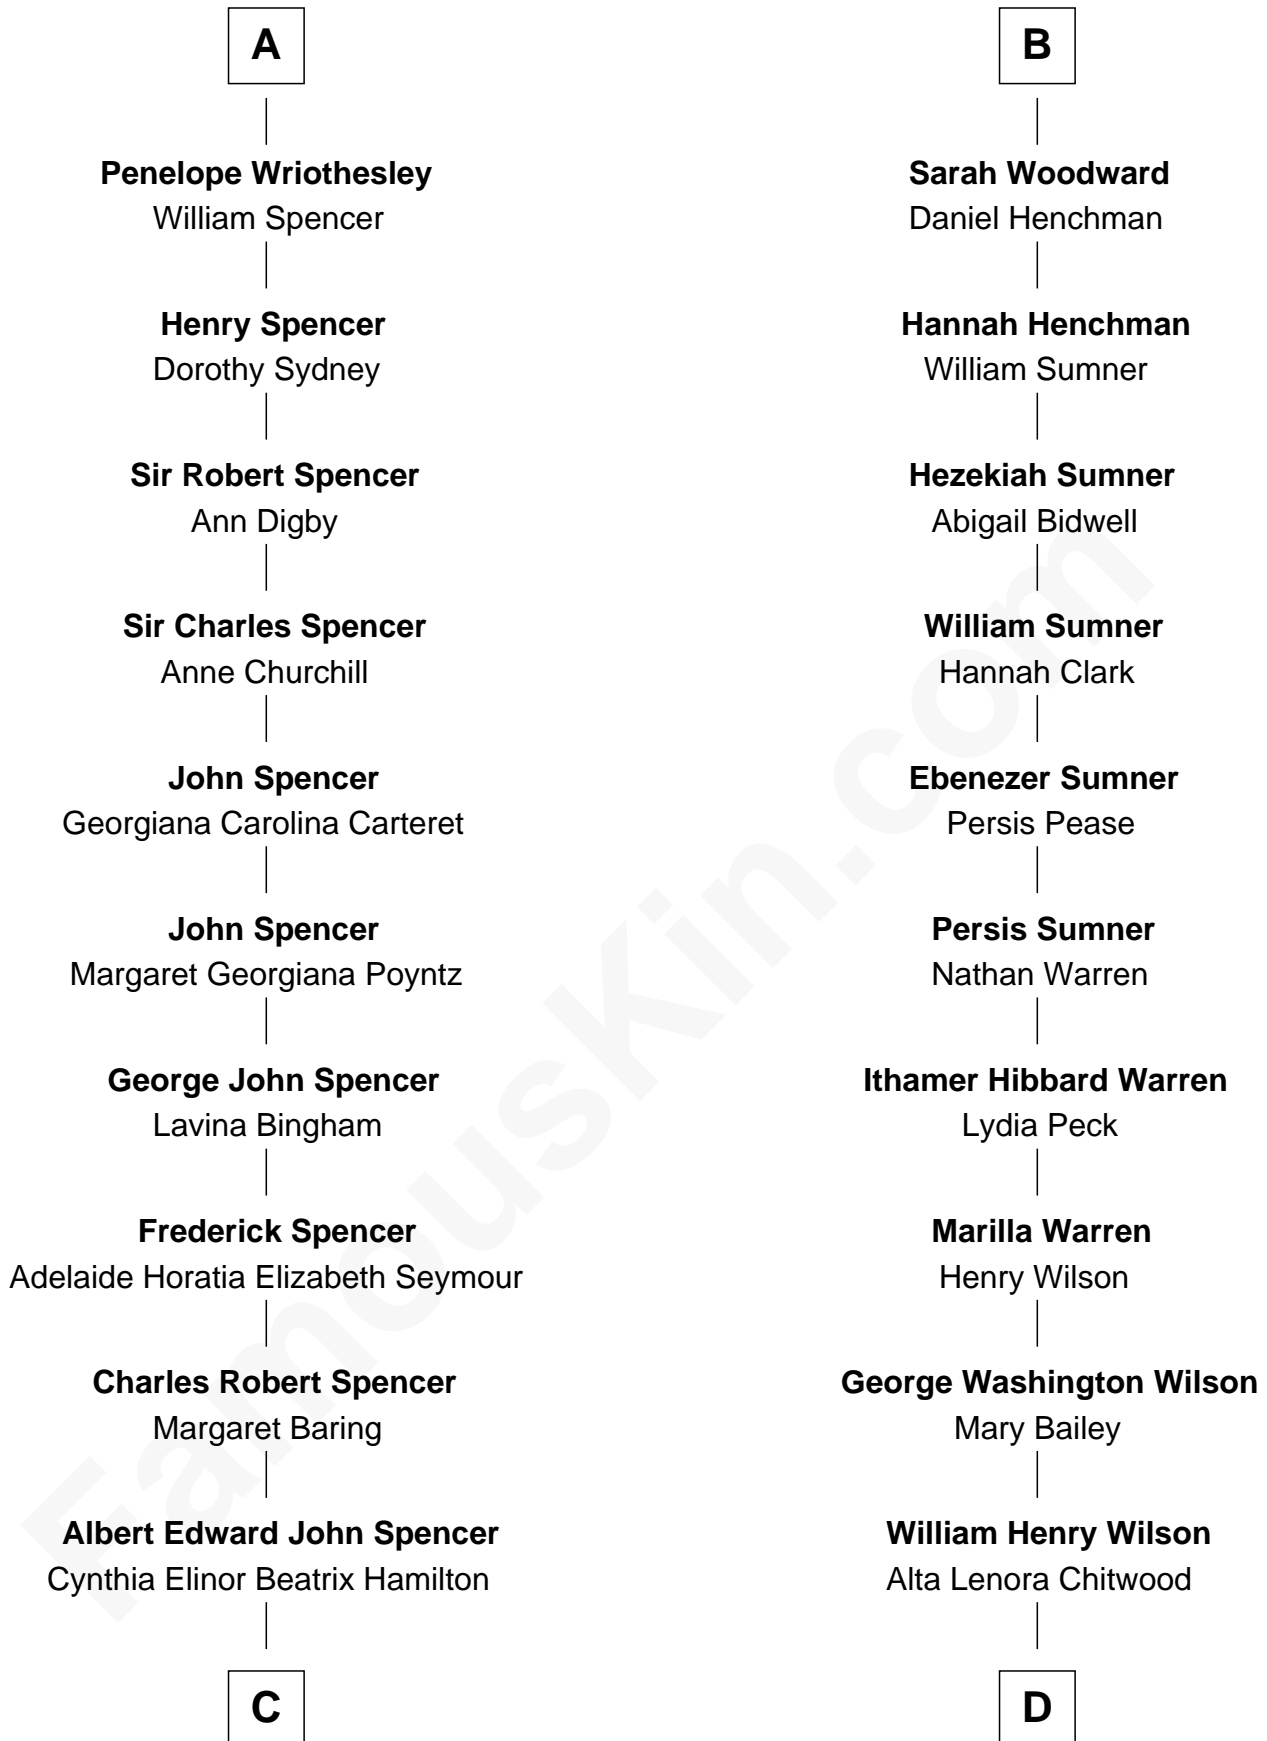 A
Penelope Wriothesley
William Spencer
Henry Spencer
Dorothy Sydney
Sir Robert Spencer
Ann Digby
Sir Charles Spencer
Anne Churchill
John Spencer
Georgiana Carolina Carteret
John Spencer
Margaret Georgiana Poyntz
George John Spencer
Lavina Bingham
Frederick Spencer
Adelaide Horatia Elizabeth Seymour
Charles Robert Spencer
Margaret Baring
Albert Edward John Spencer
Cynthia Elinor Beatrix Hamilton
C
B
Sarah Woodward
Daniel Henchman
Hannah Henchman
William Sumner
Hezekiah Sumner
Abigail Bidwell
William Sumner
Hannah Clark
Ebenezer Sumner
Persis Pease
Persis Sumner
Nathan Warren
Ithamer Hibbard Warren
Lydia Peck
Marilla Warren
Henry Wilson
George Washington Wilson
Mary Bailey
William Henry Wilson
Alta Lenora Chitwood
D
FamousKin.com